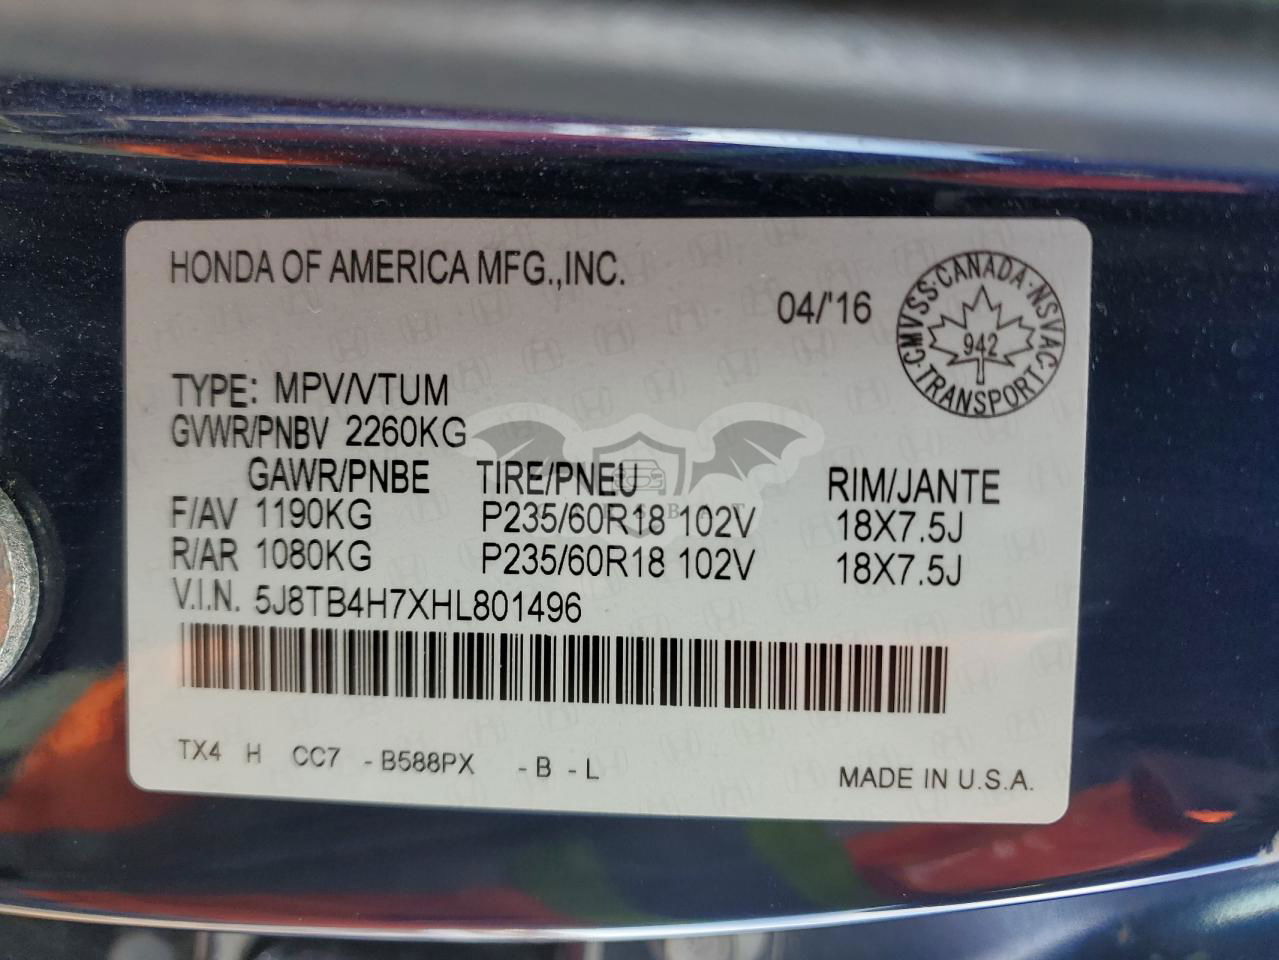 HONDA OF AMERICA MFG.,INC.
04/'16
CMVSS·CANADA·NSVAC
942
·TRANSPORT·
TYPE: MPV/VTUM
GVWR/PNBV 2260KG
GAWR/PNBE TIRE/PNEU RIM/JANTE
F/AV 1190KG P235/60R18 102V 18X7.5J
R/AR 1080KG P235/60R18 102V 18X7.5J
V.I.N. 5J8TB4H7XHL801496
TX4 H CC7 -B588PX -B -L
MADE IN U.S.A.